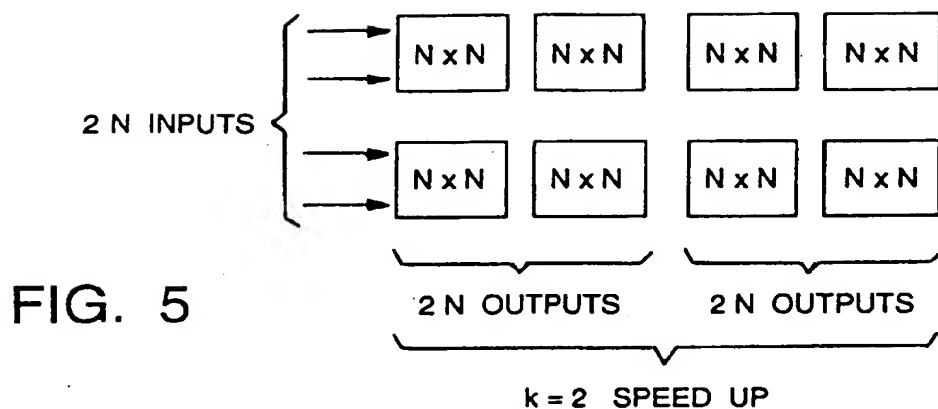 N x N N x N N x N N x N
2 N INPUTS
N x N N x N N x N N x N
2 N OUTPUTS 2 N OUTPUTS
FIG. 5
k = 2 SPEED UP